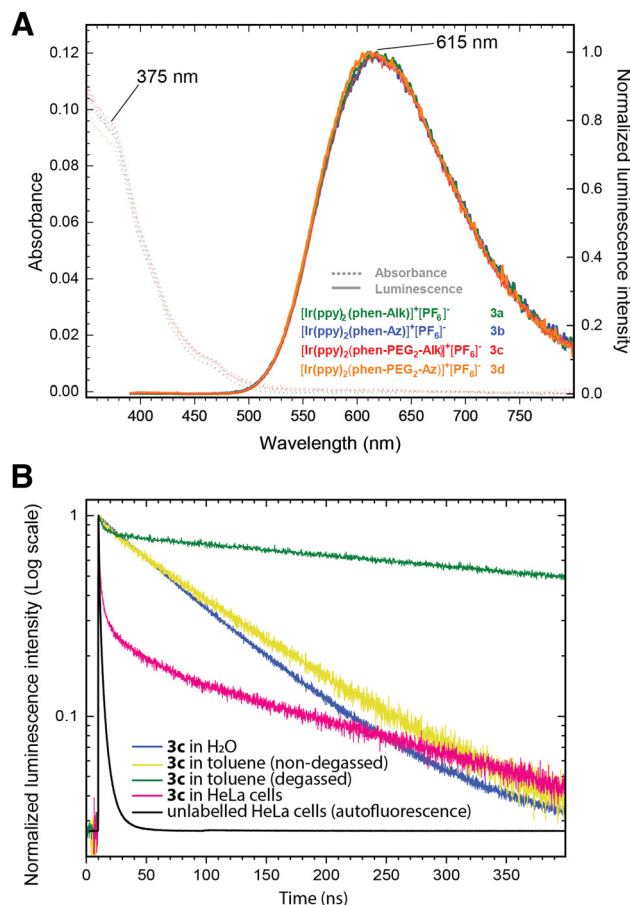 A
375 nm
615 nm
0.12
0.10
0.08
0.06
0.04
0.02
0.00
Absorbance
1.0
0.8
0.6
0.4
0.2
0.0
Normalized luminescence intensity
Absorbance
Luminescence
[Ir(ppy)₂(phen-Alk)]⁺[PF₆]⁻ 3a
[Ir(ppy)₂(phen-Az)]⁺[PF₆]⁻ 3b
[Ir(ppy)₂(phen-PEG₂-Alk)]⁺[PF₆]⁻ 3c
[Ir(ppy)₂(phen-PEG₂-Az)]⁺[PF₆]⁻ 3d
400 450 500 550 600 650 700 750
Wavelength (nm)
B
Normalized luminescence intensity (Log scale)
1
0.1
3c in H₂O
3c in toluene (non-degassed)
3c in toluene (degassed)
3c in HeLa cells
unlabelled HeLa cells (autofluorescence)
0 50 100 150 200 250 300 350
Time (ns)